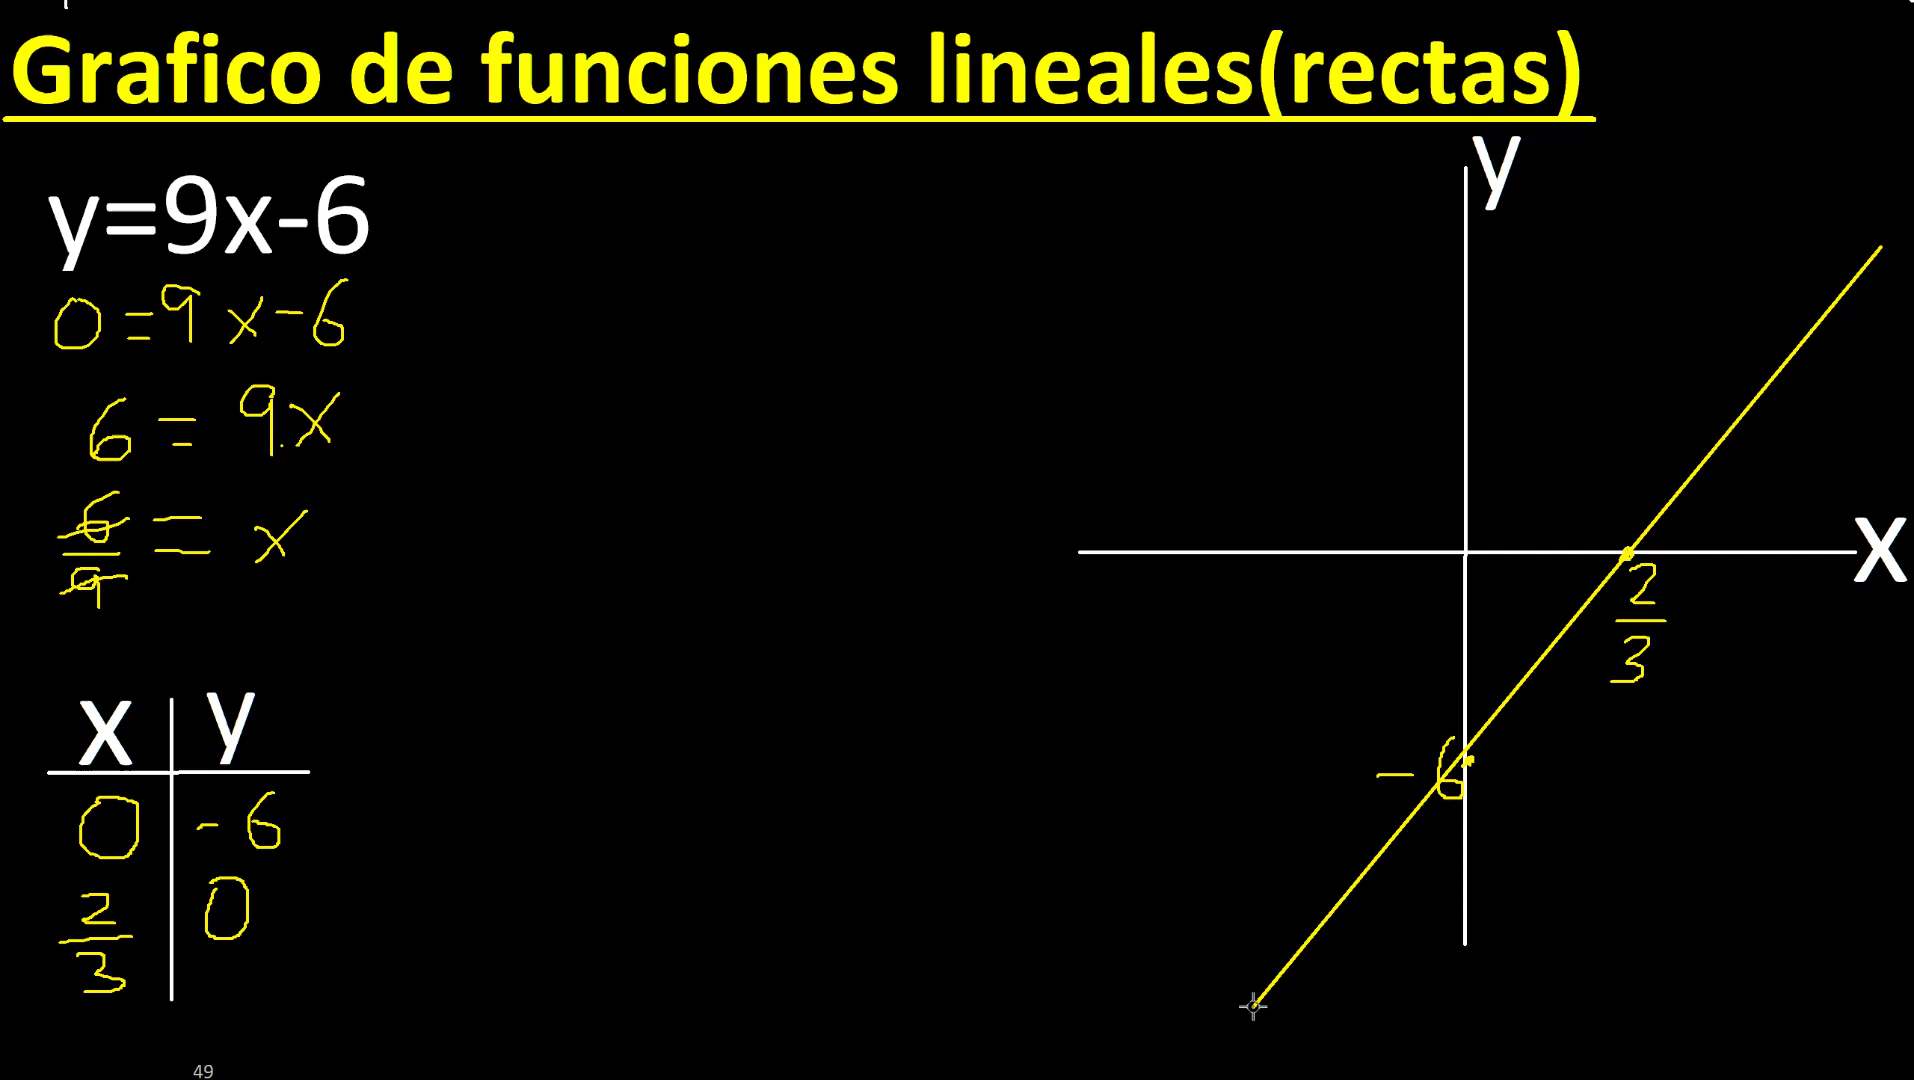 Grafico de funciones lineales(rectas)
y=9x-6
0=9x-6
6=9.x
6/9=x
x y
0 -6
2/3 0
y
x
2/3
-6
49